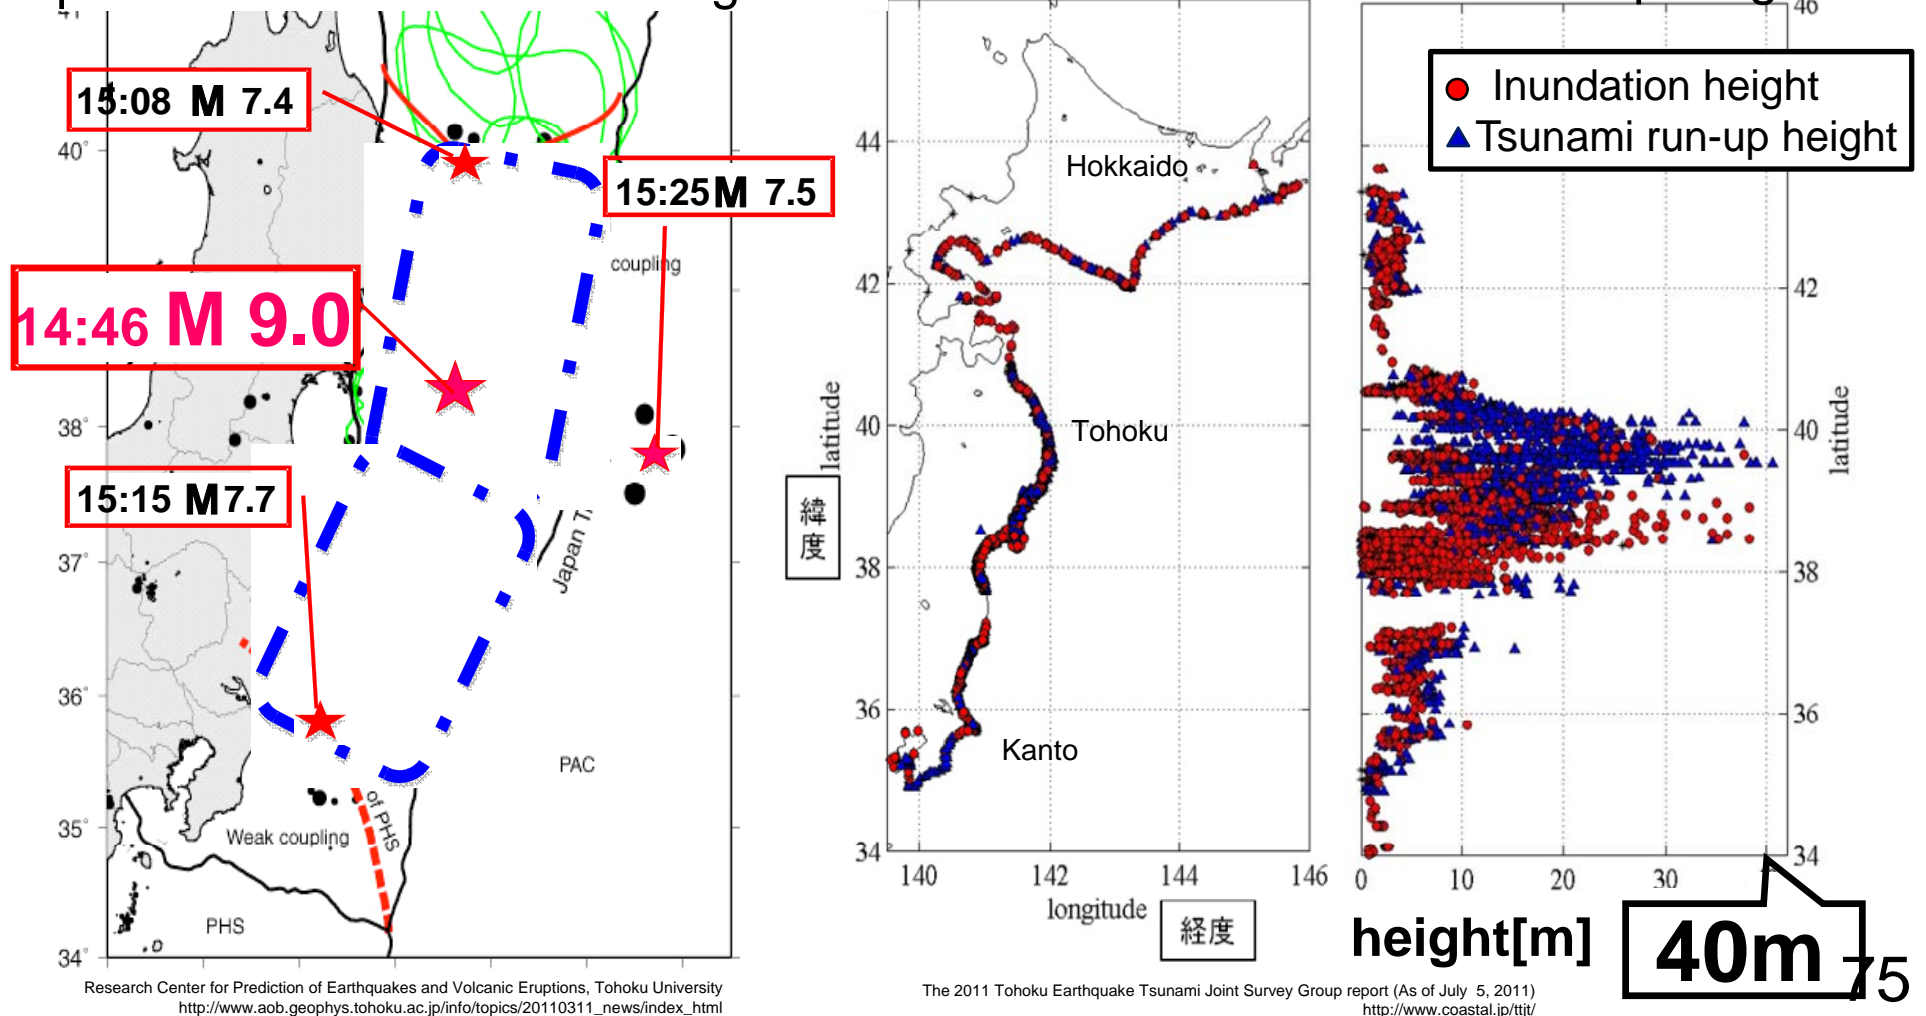 41°
15:08 M 7.4
40°
15:25 M 7.5
coupling
14:46 M 9.0
38°
15:15 M7.7
Japan
37°
36°
PAC
of PHS
35°
Weak coupling
PHS
34°
Research Center for Prediction of Earthquakes and Volcanic Eruptions, Tohoku University
http://www.aob.geophys.tohoku.ac.jp/info/topics/20110311_news/index_html
44
Hokkaido
42
latitude
40
Tohoku
緯度
38
36
Kanto
34
140 142 144 146
longitude
経度
The 2011 Tohoku Earthquake Tsunami Joint Survey Group report (As of July 5, 2011)
http://www.coastal.jp/ttjt/
46
Inundation height
Tsunami run-up height
42
40
latitude
38
36
34
0 10 20 30
height[m]
40m
75